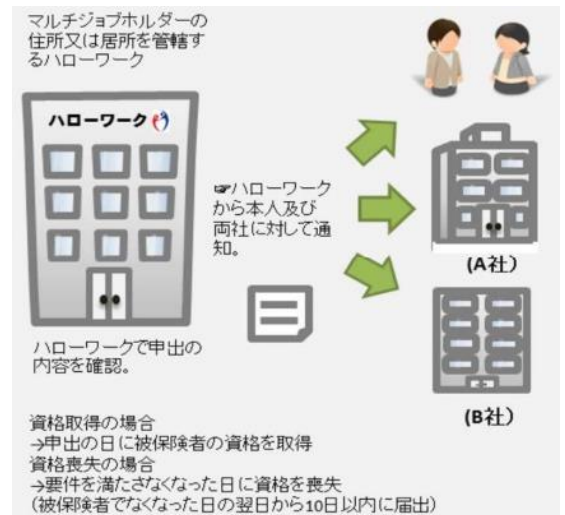 マルチジョブホルダーの
住所又は居所を管轄す
るハローワーク
ハローワーク
☞ハローワーク
から本人及び
両社に対して通
知。
(A社)
ハローワークで申出の
内容を確認。
(B社)
資格取得の場合
→申出の日に被保険者の資格を取得
資格喪失の場合
→要件を満たさなくなった日に資格を喪失
(被保険者でなくなった日の翌日から10日以内に届出)